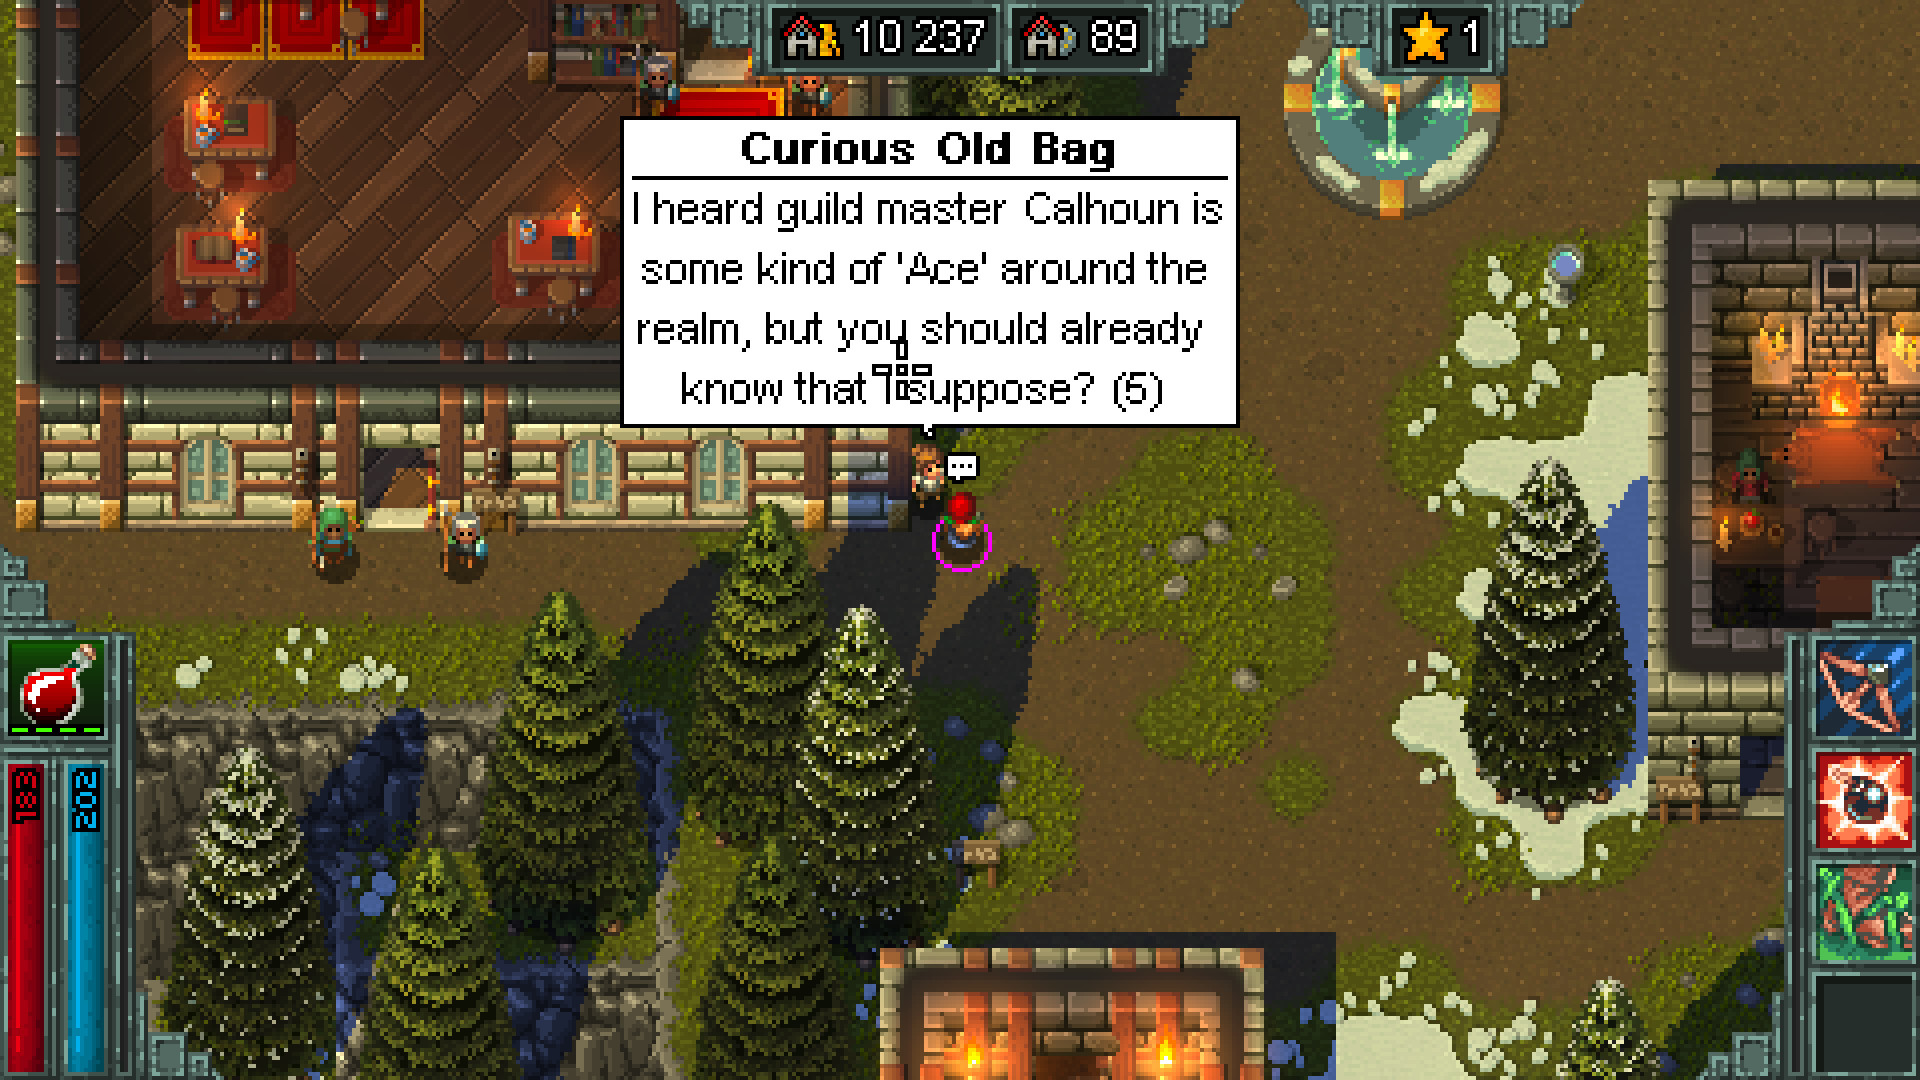 10 237
89
1
Curious Old Bag
I heard guild master Calhoun is
some kind of 'Ace' around the
realm, but you should already
know that I suppose? (5)
183
202